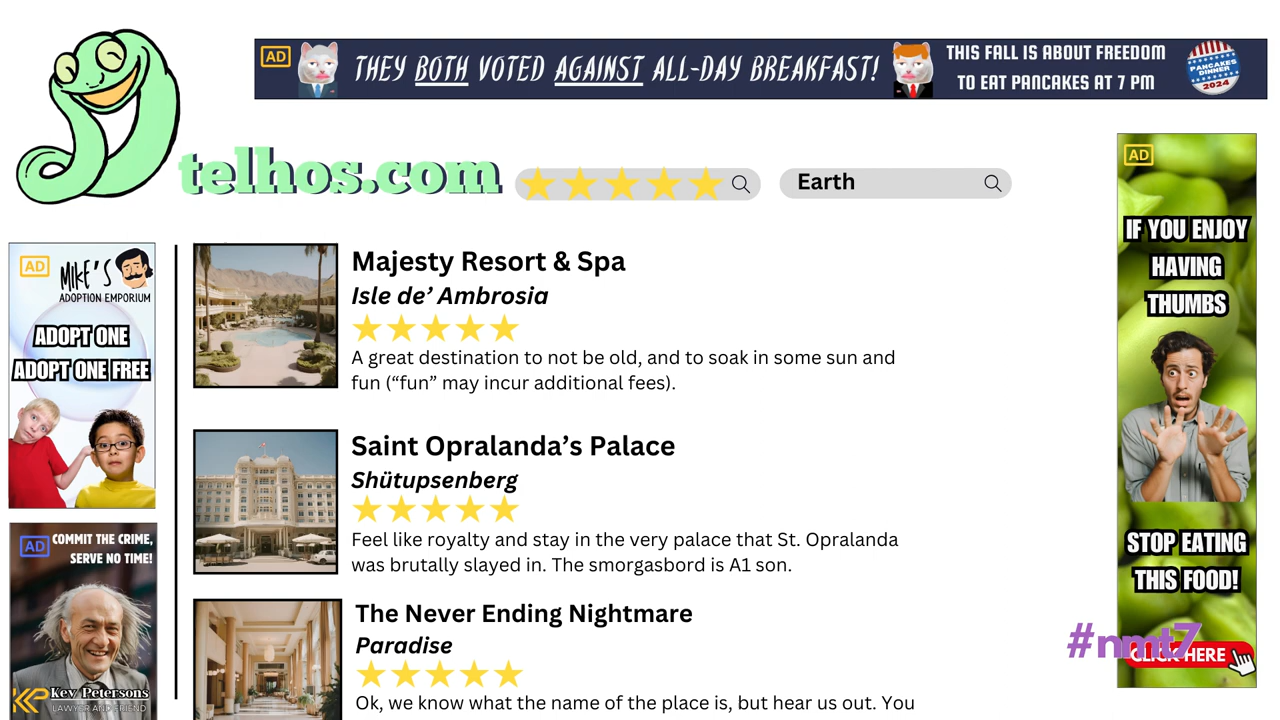 AD
THEY BOTH VOTED AGAINST ALL-DAY BREAKFAST!
THIS FALL IS ABOUT FREEDOM
TO EAT PANCAKES AT 7 PM
PANCAKES
DINNER
2024
telhos.com
Earth
AD
MIKE'S
ADOPTION EMPORIUM
ADOPT ONE
ADOPT ONE FREE
AD
COMMIT THE CRIME,
SERVE NO TIME!
KP
Kev Petersons
LAWYER AND FRIEND
Majesty Resort & Spa
Isle de' Ambrosia
A great destination to not be old, and to soak in some sun and
fun ("fun" may incur additional fees).
Saint Opralanda's Palace
Shütupsenberg
Feel like royalty and stay in the very palace that St. Opralanda
was brutally slayed in. The smorgasbord is A1 son.
The Never Ending Nightmare
Paradise
Ok, we know what the name of the place is, but hear us out. You
AD
IF YOU ENJOY
HAVING
THUMBS
STOP EATING
THIS FOOD!
#nmt7
CLICK HERE